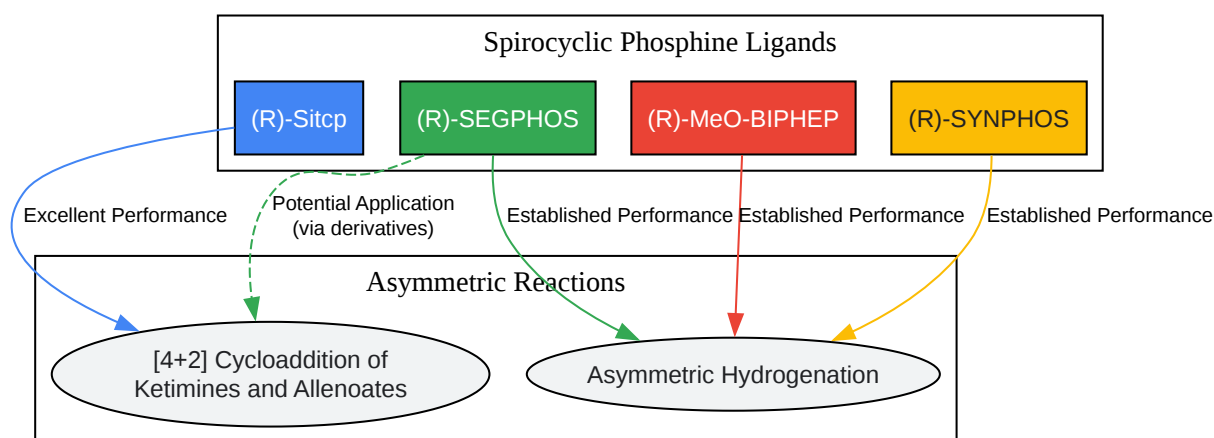 Spirocyclic Phosphine Ligands
(R)-Sitcp
(R)-SEGPHOS
(R)-MeO-BIPHEP
(R)-SYNPHOS
Excellent Performance
Potential Application
(via derivatives)
Established Performance
Established Performance
Established Performance
Asymmetric Reactions
[4+2] Cycloaddition of
Ketimines and Allenoates
Asymmetric Hydrogenation